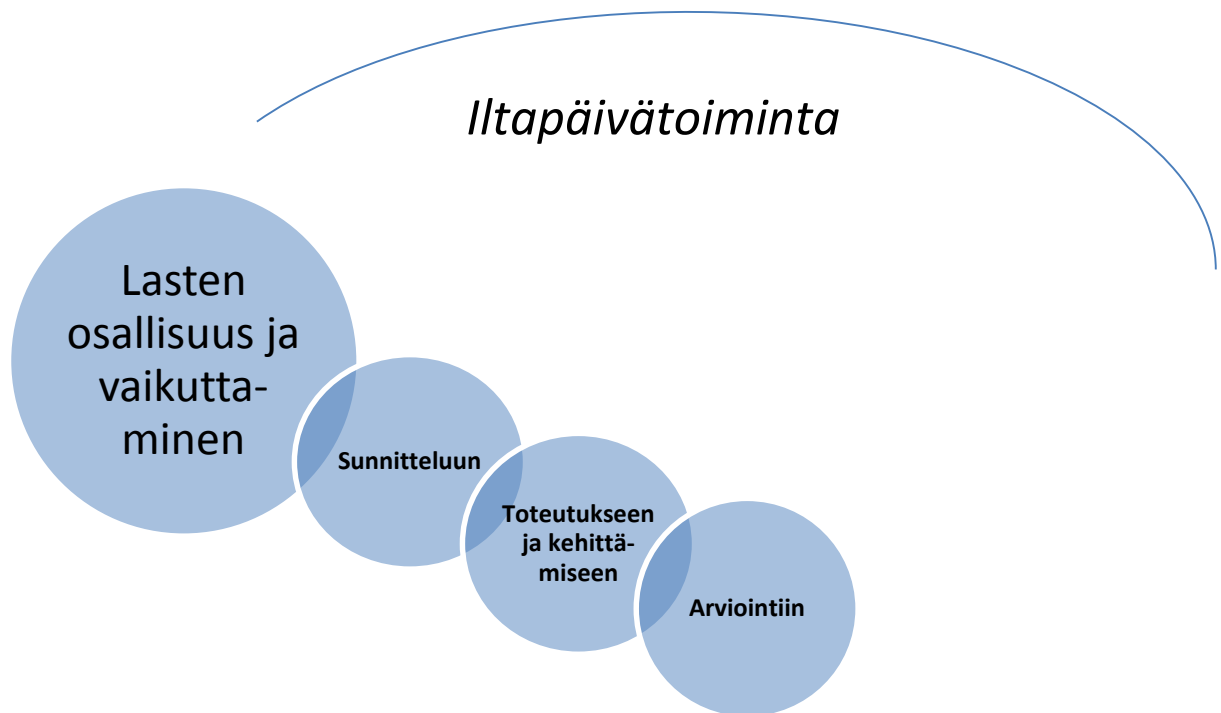 Iltapäivätoiminta
Lasten
osallisuus ja
vaikutta-
minen
Sunnitteluun
Toteutukseen
ja kehittä-
miseen
Arviointiin